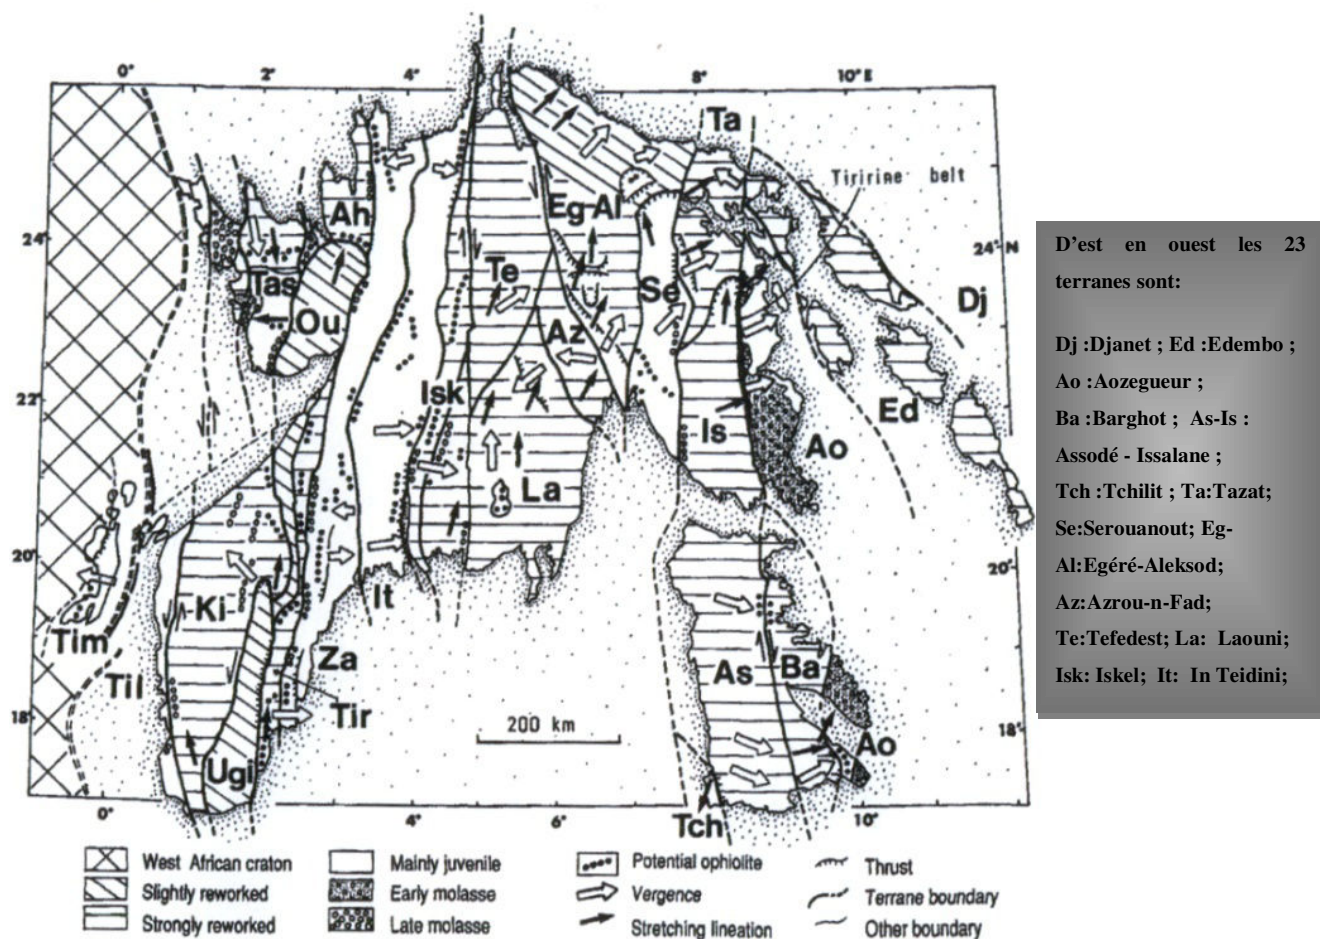 0° 2° 4° 8° 10° E
Ta
Tiririne belt
24° Ah Eg-Al 24° N
Tas Te Se Dj
Ou Az
22° Isk Is Ed
Ao
La
20° 20°
Ki It
Tim Za As Ba
Til
18° Tir 200 km 18°
Ugi Ao
Tch
0° 4° 6° 10°
West African craton
Slightly reworked
Strongly reworked
Mainly juvenile
Early molasse
Late molasse
Potential ophiolite
Vergence
Stretching lineation
Thrust
Terrane boundary
Other boundary
D'est en ouest les 23
terranes sont:
Dj :Djanet ; Ed :Edembo ;
Ao :Aozegueur ;
Ba :Barghot ; As-Is :
Assodé - Issalane ;
Tch :Tchilit ; Ta:Tazat;
Se:Serouanout; Eg-
Al:Egéré-Aleksod;
Az:Azrou-n-Fad;
Te:Tefedest; La: Laouni;
Isk: Iskel; It: In Teidini;